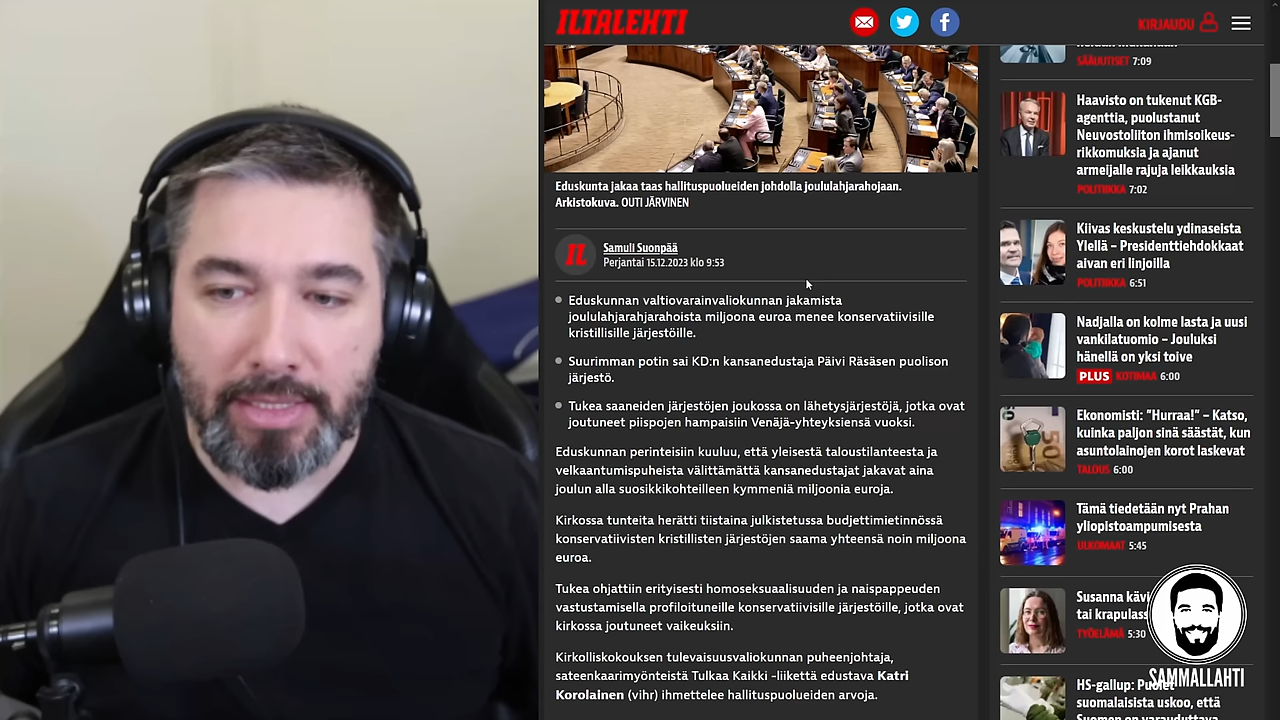 ILTALEHTI
KIRJAUDU
SÄÄUUTISET 7:09
Eduskunta jakaa taas hallituspuolueiden johdolla joululahjarahojaan.
Arkistokuva. OUTI JÄRVINEN
IL
Samuli Suonpää
Perjantai 15.12.2023 klo 9:53
Eduskunnan valtiovarainvaliokunnan jakamista
joululahjarahjarahoista miljoona euroa menee konservatiivisille
kristillisille järjestöille.
Suurimman potin sai KD:n kansanedustaja Päivi Räsäsen puolison
järjestö.
Tukea saaneiden järjestöjen joukossa on lähetysjärjestöjä, jotka ovat
joutuneet piispojen hampaisiin Venäjä-yhteyksiensä vuoksi.
Eduskunnan perinteisiin kuuluu, että yleisestä taloustilanteesta ja
velkaantumispuheista välittämättä kansanedustajat jakavat aina
joulun alla suosikkikohteilleen kymmeniä miljoonia euroja.
Kirkossa tunteita herätti tiistaina julkistetussa budjettimietinnössä
konservatiivisten kristillisten järjestöjen saama yhteensä noin miljoona
euroa.
Tukea ohjattiin erityisesti homoseksuaalisuuden ja naispappeuden
vastustamisella profiloituneille konservatiivisille järjestöille, jotka ovat
kirkossa joutuneet vaikeuksiin.
Kirkolliskokouksen tulevaisuusvaliokunnan puheenjohtaja,
sateenkaarimyönteistä Tulkaa Kaikki -liikettä edustava Katri
Korolainen (vihr) ihmettelee hallituspuolueiden arvoja.
Haavisto on tukenut KGB-
agenttia, puolustanut
Neuvostoliiton ihmisoikeus-
rikkomuksia ja ajanut
armeijalle rajuja leikkauksia
POLITIIKKA 7:02
Kiivas keskustelu ydinaseista
Ylellä – Presidenttiehdokkaat
aivan eri linjoilla
POLITIIKKA 6:51
Nadjalla on kolme lasta ja uusi
vankilatuomio – Jouluksi
hänellä on yksi toive
PLUS KOTIMAA 6:00
Ekonomisti: ”Hurraa!” – Katso,
kuinka paljon sinä säästät, kun
asuntolainojen korot laskevat
TALOUS 6:00
Tämä tiedetään nyt Prahan
yliopistoampumisesta
ULKOMAAT 5:45
Susanna
tai
TYÖELÄMÄ 5:30
HS-gallup: Puolet
suomalaisista uskoo, että
SAMMALLAHTI